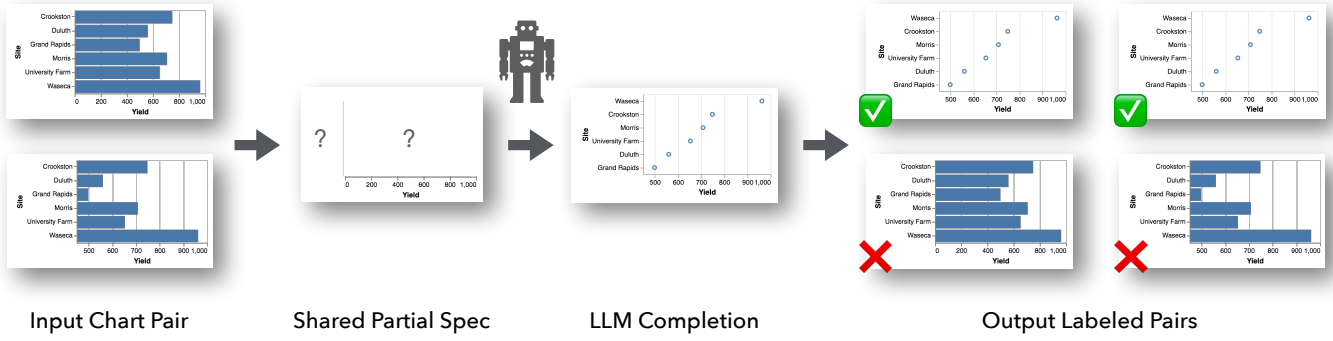 Site
Crookston
Duluth
Grand Rapids
Morris
University Farm
Waseca
0 200 400 600 800 1,000
Yield
Site
Crookston
Duluth
Grand Rapids
Morris
University Farm
Waseca
500 600 700 800 900 1,000
Yield
? ?
0 200 400 600 800 1,000
Yield
Site
Waseca
Crookston
Morris
University Farm
Duluth
Grand Rapids
500 600 700 800 900 1,000
Yield
Site
Waseca
Crookston
Morris
University Farm
Duluth
Grand Rapids
500 600 700 800 900 1,000
Yield
Site
Waseca
Crookston
Morris
University Farm
Duluth
Grand Rapids
500 600 700 800 900 1,000
Yield
Site
Crookston
Duluth
Grand Rapids
Morris
University Farm
Waseca
0 200 400 600 800 1,000
Yield
Site
Crookston
Duluth
Grand Rapids
Morris
University Farm
Waseca
500 600 700 800 900 1,000
Yield
Input Chart Pair
Shared Partial Spec
LLM Completion
Output Labeled Pairs